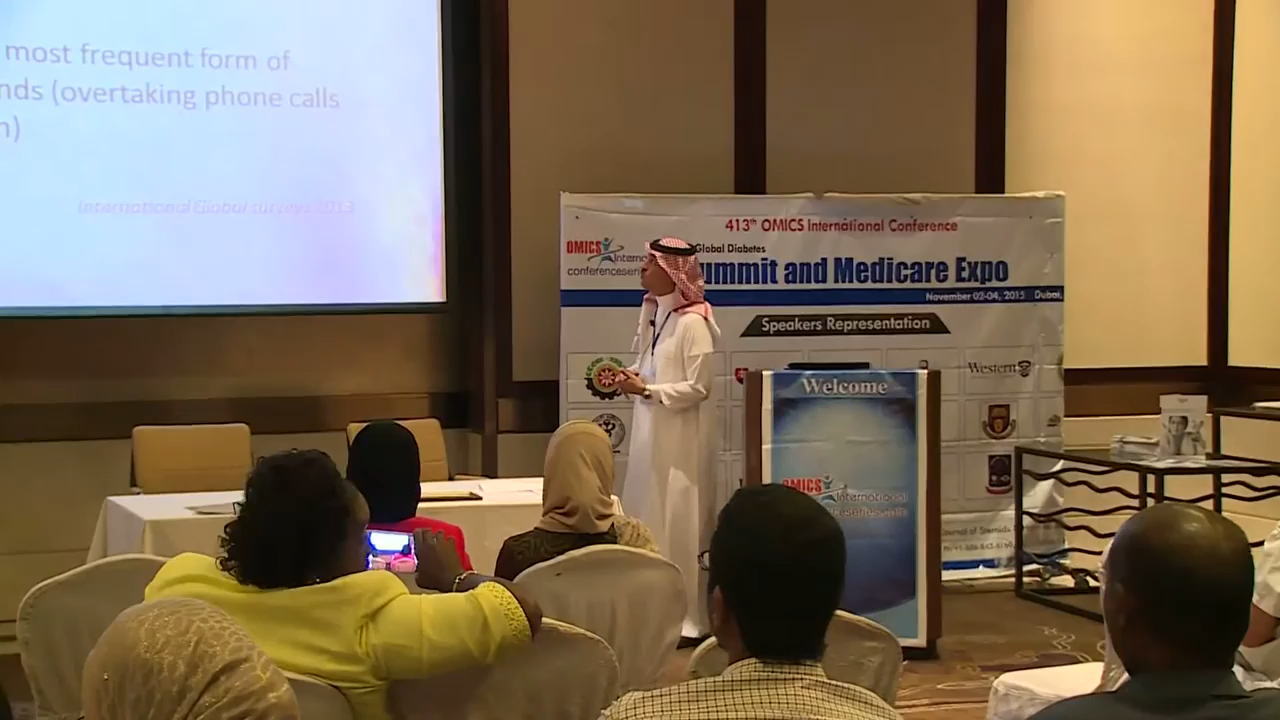 most frequent form of
nds (overtaking phone calls
n)
International Global surveys 2013
413th OMICS International Conference
OMICS
Interna
conferenceseri
Global Diabetes
ummit and Medicare Expo
November 02-04, 2015 Dubai,
Speakers Representation
Western
Welcome
OMICS
International